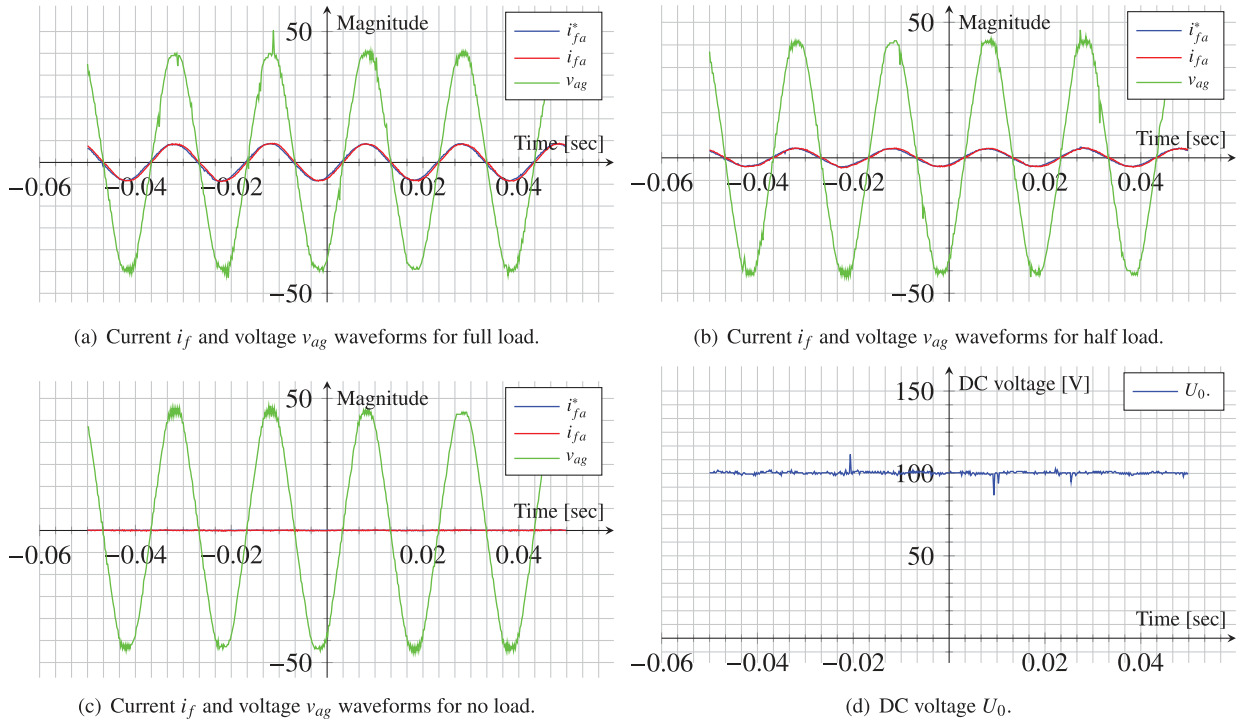 50
Magnitude
i*fa
ifa
vag
Time [sec]
−0.06 −0.04 −0.02 0.02 0.04
−50
(a) Current if and voltage vag waveforms for full load.
50
Magnitude
i*fa
ifa
vag
Time [sec]
−0.06 −0.04 −0.02 0.02 0.04
−50
(b) Current if and voltage vag waveforms for half load.
50
Magnitude
i*fa
ifa
vag
Time [sec]
−0.06 −0.04 −0.02 0.02 0.04
−50
(c) Current if and voltage vag waveforms for no load.
150
DC voltage [V]
U0.
100
50
Time [sec]
−0.06 −0.04 −0.02 0.02 0.04
(d) DC voltage U0.